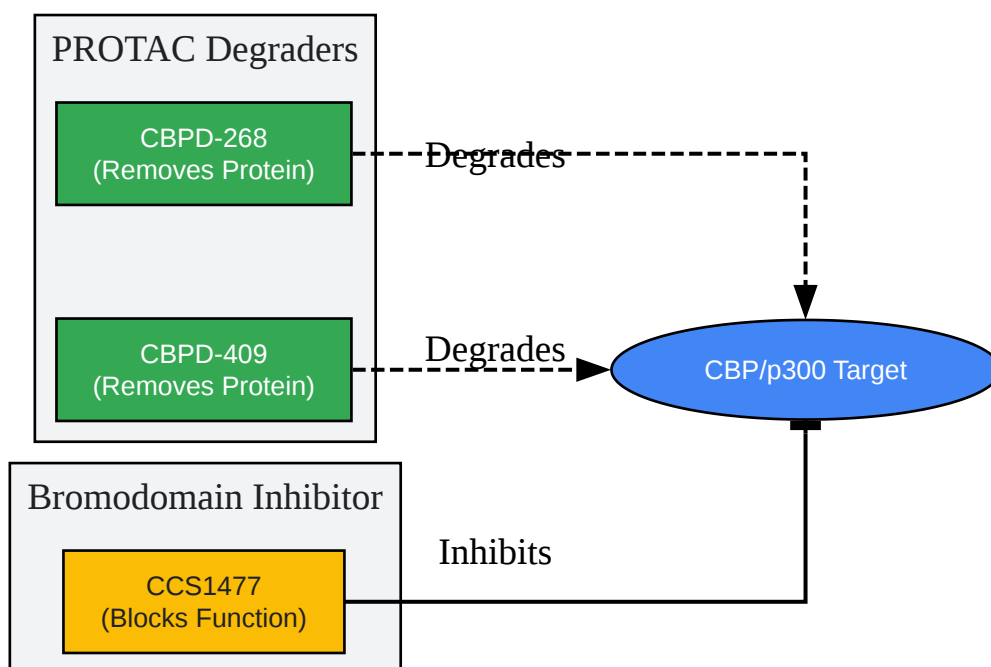 PROTAC Degraders
CBPD-268
(Removes Protein)
Degrades
CBPD-409
(Removes Protein)
Degrades
CBP/p300 Target
Bromodomain Inhibitor
CCS1477
(Blocks Function)
Inhibits